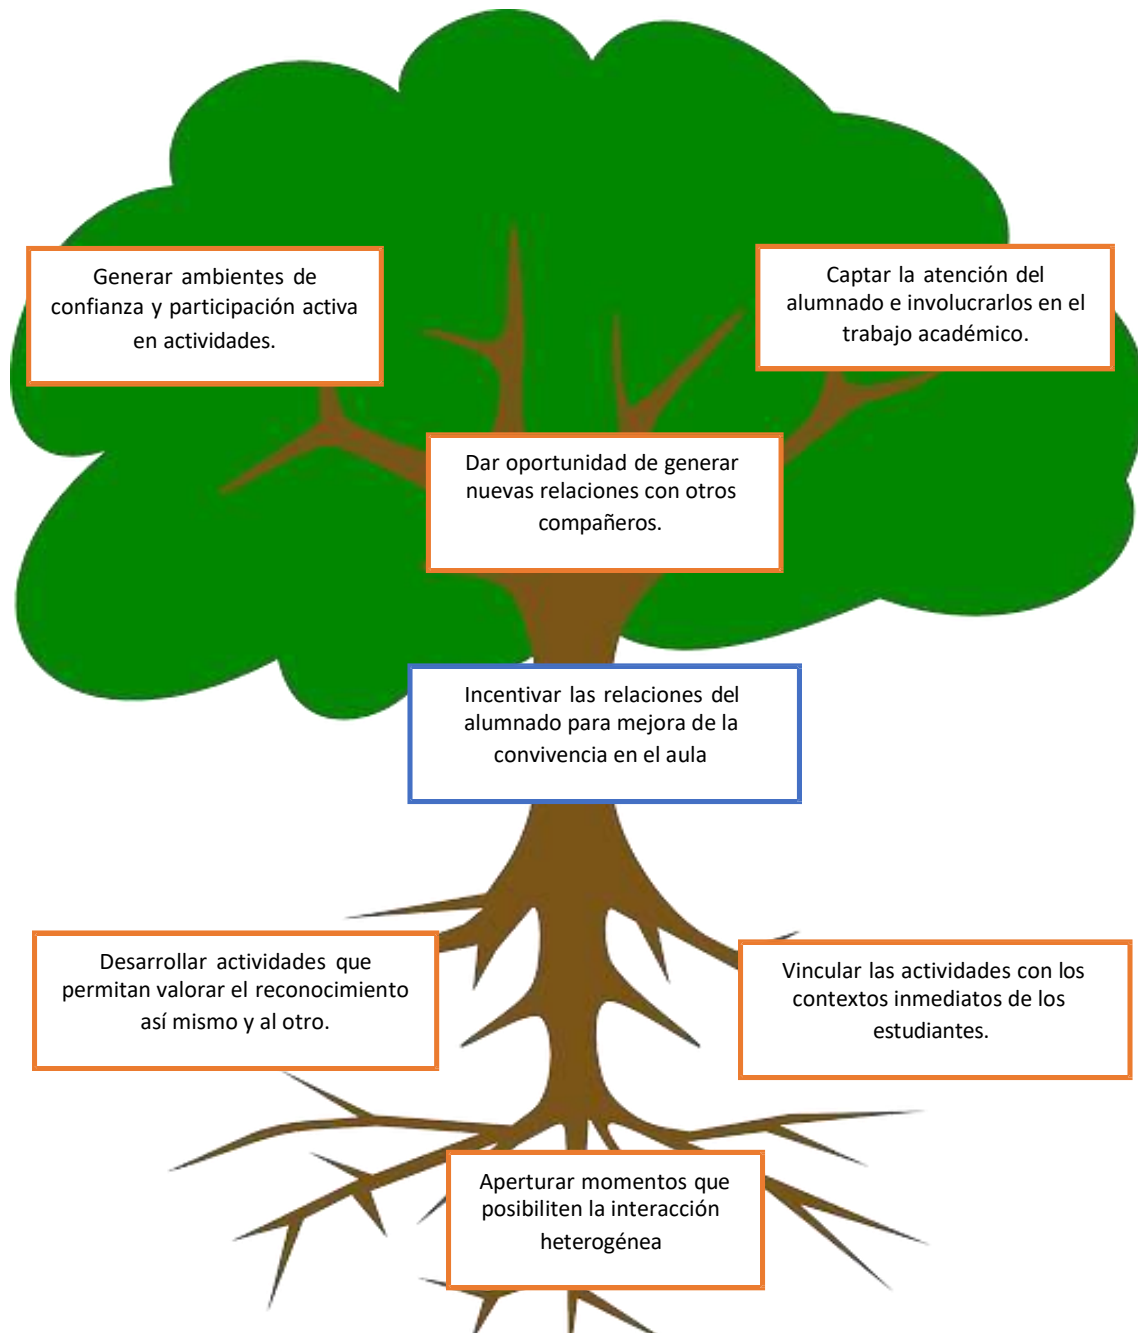 Generar ambientes de
confianza y participación activa
en actividades.
Captar la atención del
alumnado e involucrarlos en el
trabajo académico.
Dar oportunidad de generar
nuevas relaciones con otros
compañeros.
Incentivar las relaciones del
alumnado para mejora de la
convivencia en el aula
Desarrollar actividades que
permitan valorar el reconocimiento
así mismo y al otro.
Vincular las actividades con los
contextos inmediatos de los
estudiantes.
Aperturar momentos que
posibiliten la interacción
heterogénea